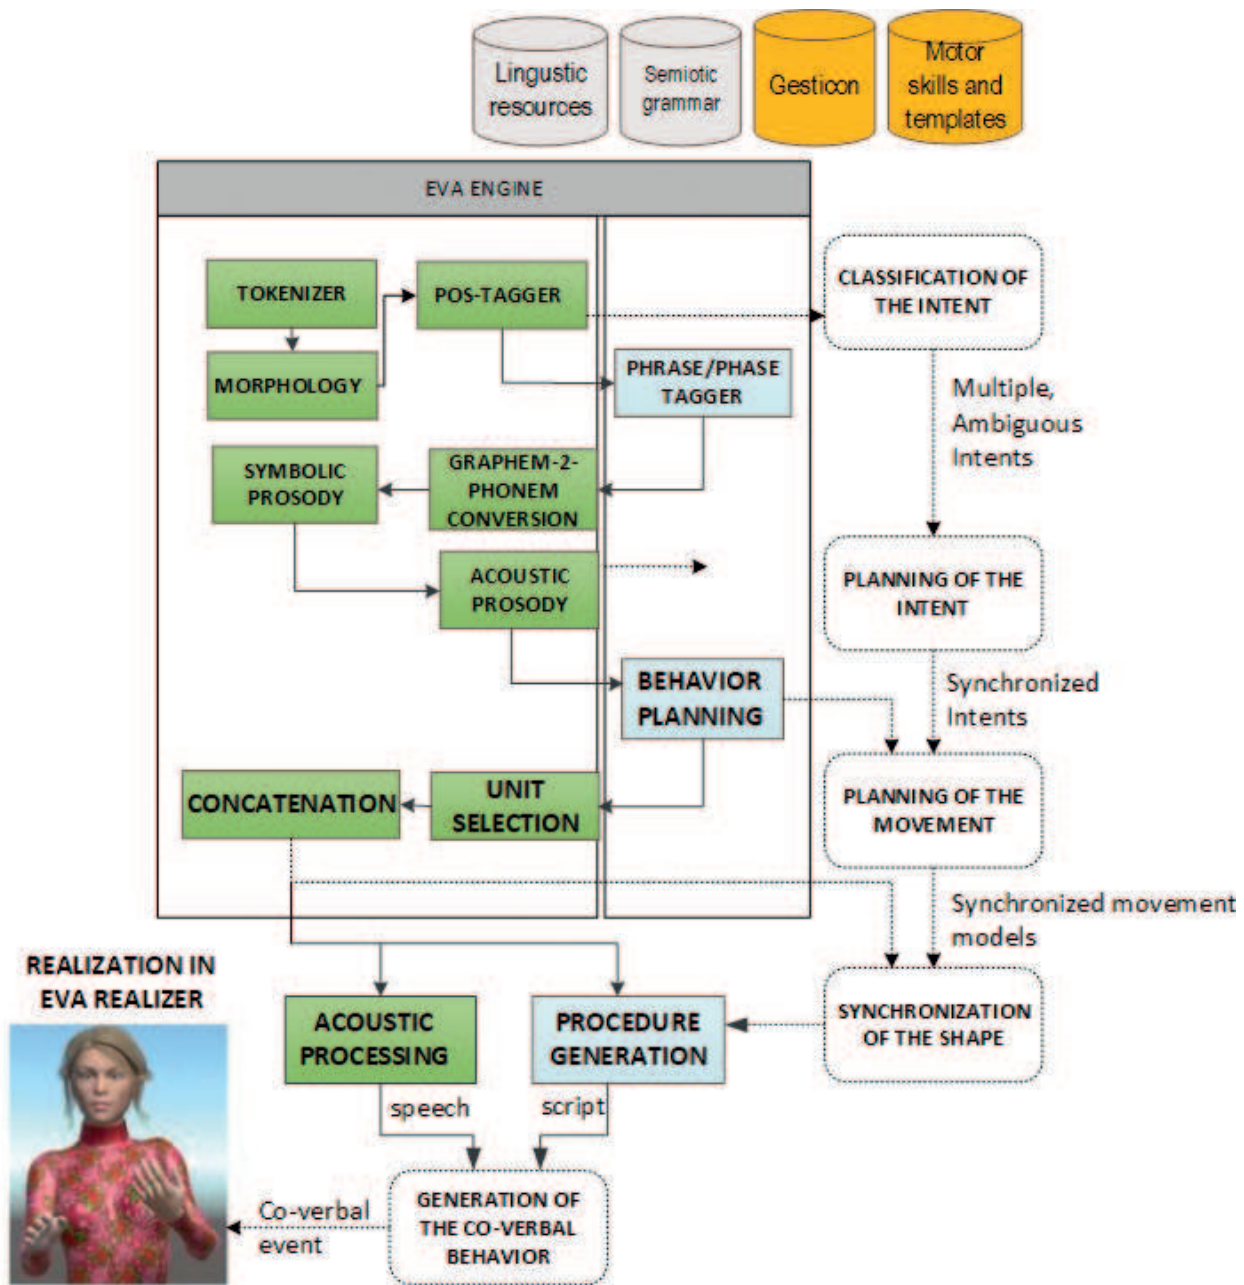 Lingustic
resources
Semiotic
grammar
Gesticon
Motor
skills and
templates
EVA ENGINE
TOKENIZER
POS-TAGGER
CLASSIFICATION OF
THE INTENT
MORPHOLOGY
PHRASE/PHASE
TAGGER
Multiple,
Ambiguous
Intents
SYMBOLIC
PROSODY
GRAPHEM-2-
PHONEM
CONVERSION
ACOUSTIC
PROSODY
PLANNING OF THE
INTENT
BEHAVIOR
PLANNING
Synchronized
Intents
CONCATENATION
UNIT
SELECTION
PLANNING OF THE
MOVEMENT
Synchronized movement
models
REALIZATION IN
EVA REALIZER
ACOUSTIC
PROCESSING
PROCEDURE
GENERATION
SYNCHRONIZATION
OF THE SHAPE
speech
script
GENERATION OF
THE CO-VERBAL
BEHAVIOR
Co-verbal
event